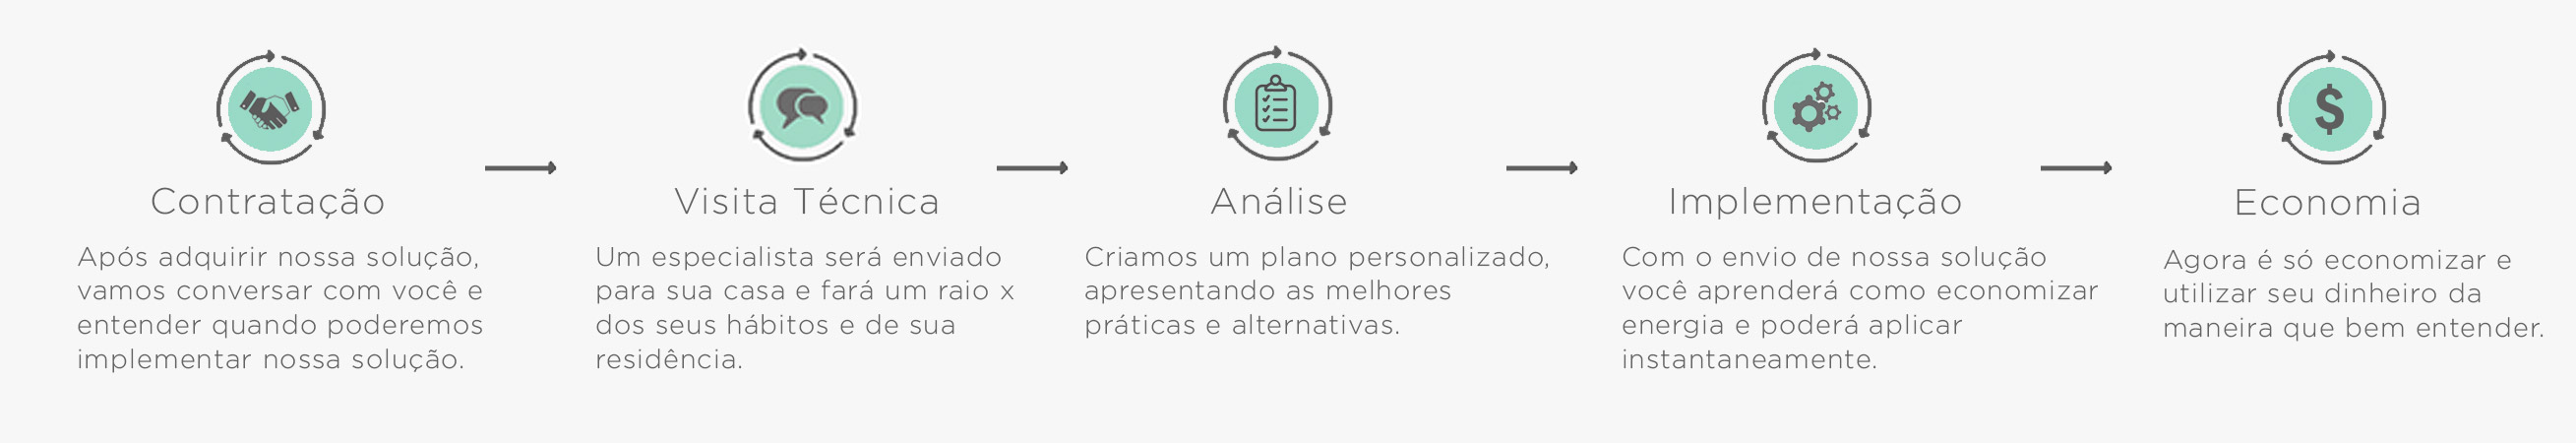 Contratação
Após adquirir nossa solução,
vamos conversar com você e
entender quando poderemos
implementar nossa solução.
Visita Técnica
Um especialista será enviado
para sua casa e fará um raio x
dos seus hábitos e de sua
residência.
Análise
Criamos um plano personalizado,
apresentando as melhores
práticas e alternativas.
Implementação
Com o envio de nossa solução
você aprenderá como economizar
energia e poderá aplicar
instantaneamente.
$
Economia
Agora é só economizar e
utilizar seu dinheiro da
maneira que bem entender.